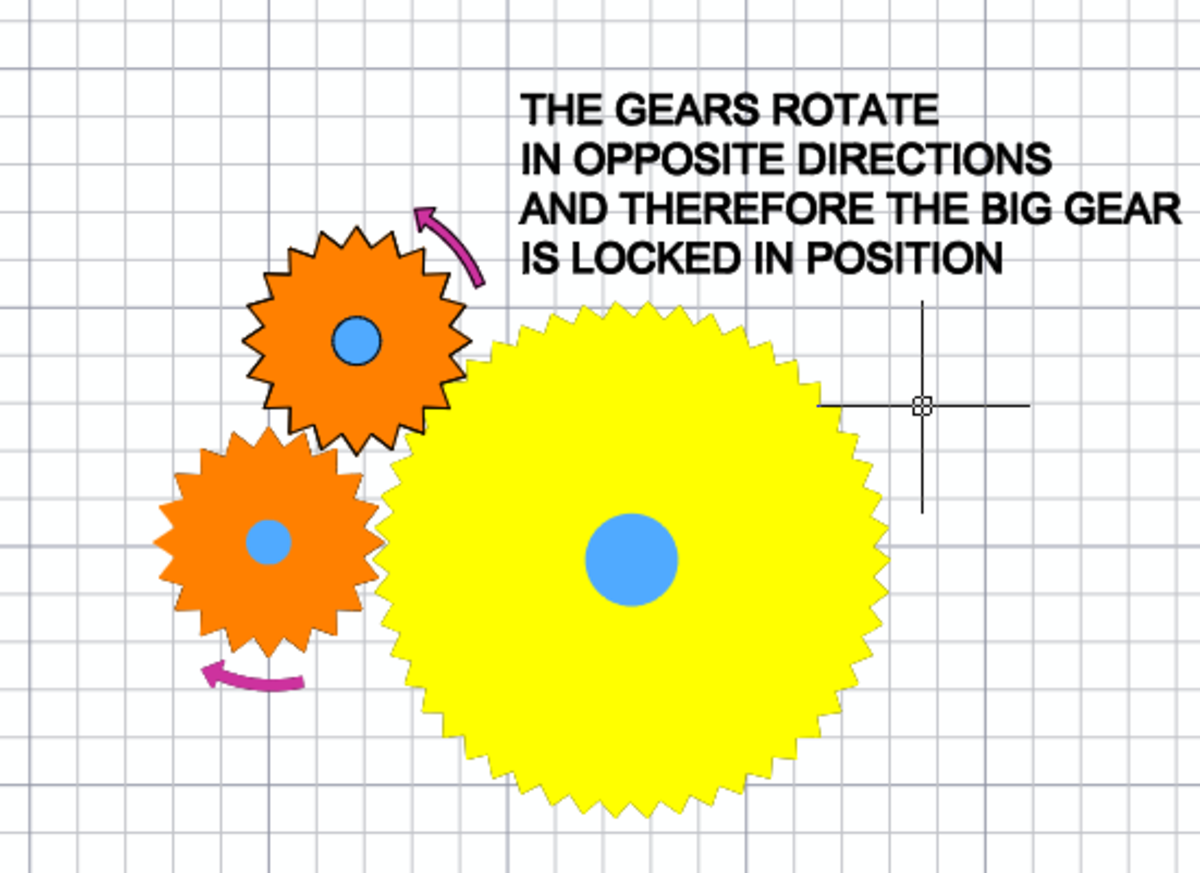 THE GEARS ROTATE
IN OPPOSITE DIRECTIONS
AND THEREFORE THE BIG GEAR
IS LOCKED IN POSITION